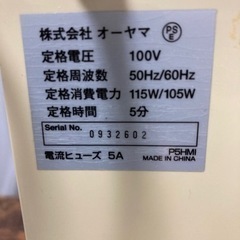 株式会社 オーヤマ PSE
定格電圧 100V
定格周波数 50Hz/60Hz
定格消費電力 115W/105W
定格時間 5分
Serial No. 0932602
電流ヒューズ 5A P5HMI
MADE IN CHINA